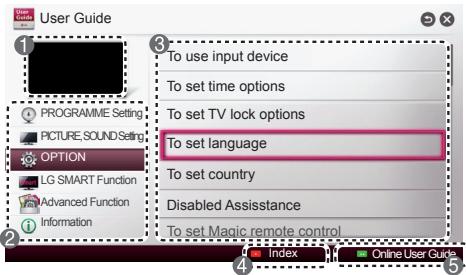 User Guide
User Guide
1
3
To use input device
To set time options
To set TV lock options
To set language
To set country
Disabled Assisstance
To set Magic remote control
PROGRAMME Setting
PICTURE, SOUND Setting
OPTION
LG SMART Function
Advanced Function
Information
2
Index
Online User Guide
4
5